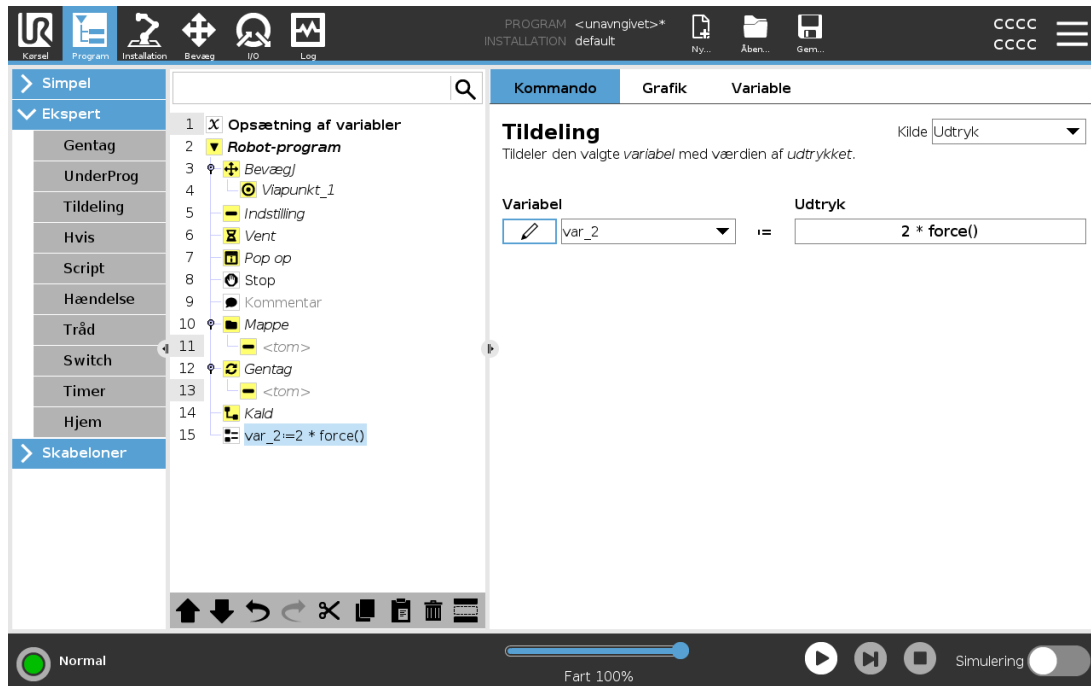 PROGRAM <unavngivet>*
INSTALLATION default
Ny... Åben... Gem...
CCCC
CCCC
UR
Kørsel Program Installation Bevæg I/O Log
Simpel
Ekspert
Gentag
UnderProg
Tildeling
Hvis
Script
Hændelse
Tråd
Switch
Timer
Hjem
Skabeloner
1 X Opsætning af variabler
2 Robot-program
3 BevægJ
4 Viapunkt_1
5 Indstilling
6 Vent
7 Pop op
8 Stop
9 Kommentar
10 Mappe
11 <tom>
12 Gentag
13 <tom>
14 Kald
15 var_2:=2 * force()
Kommando Grafik Variable
Tildeling
Kilde Udtryk
Tildeler den valgte variabel med værdien af udtrykket.
Variabel Udtryk
var_2 := 2 * force()
Normal
Fart 100%
Simulering